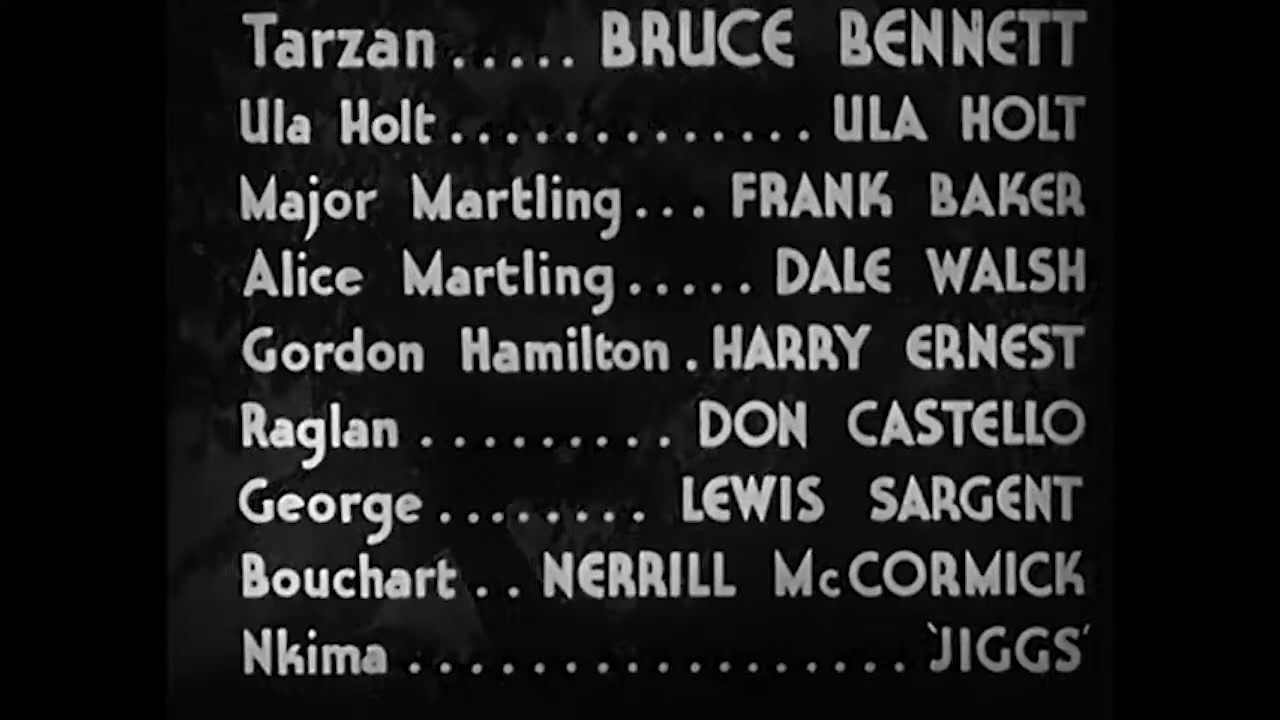 Tarzan ..... BRUCE BENNETT
Ula Holt ............. ULA HOLT
Major Martling ... FRANK BAKER
Alice Martling ..... DALE WALSH
Gordon Hamilton . HARRY ERNEST
Raglan ......... DON CASTELLO
George ........ LEWIS SARGENT
Bouchart .. NERRILL McCORMICK
Nkima .................. 'JIGGS'